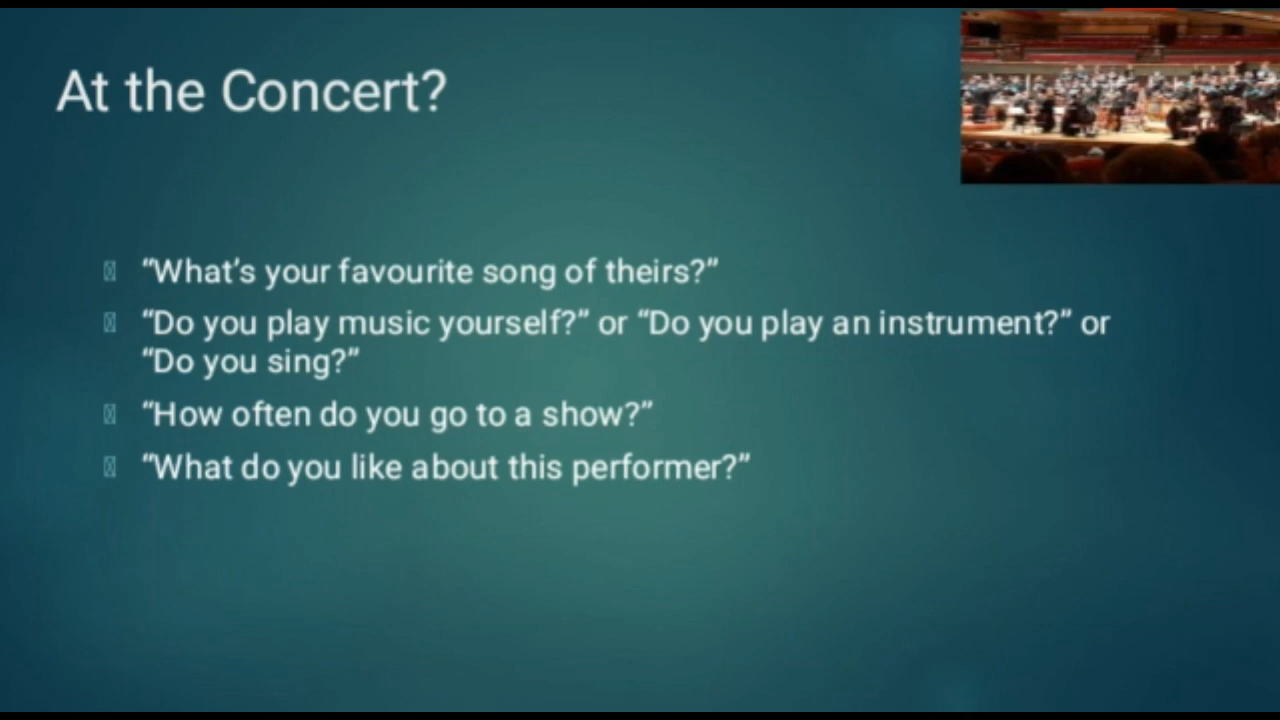 At the Concert?
“What’s your favourite song of theirs?”
“Do you play music yourself?” or “Do you play an instrument?” or
“Do you sing?”
“How often do you go to a show?”
“What do you like about this performer?”